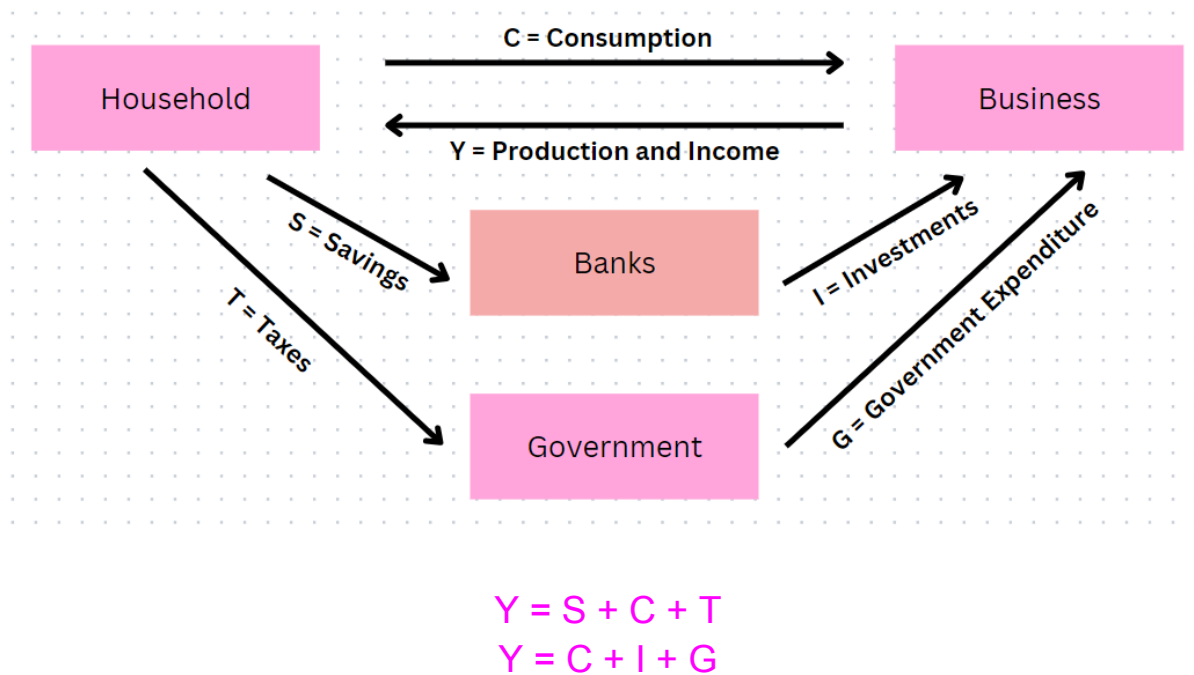 C = Consumption
Household
Business
Y = Production and Income
S = Savings
Banks
I = Investments
T = Taxes
G = Government Expenditure
Government
Y = S + C + T
Y = C + I + G